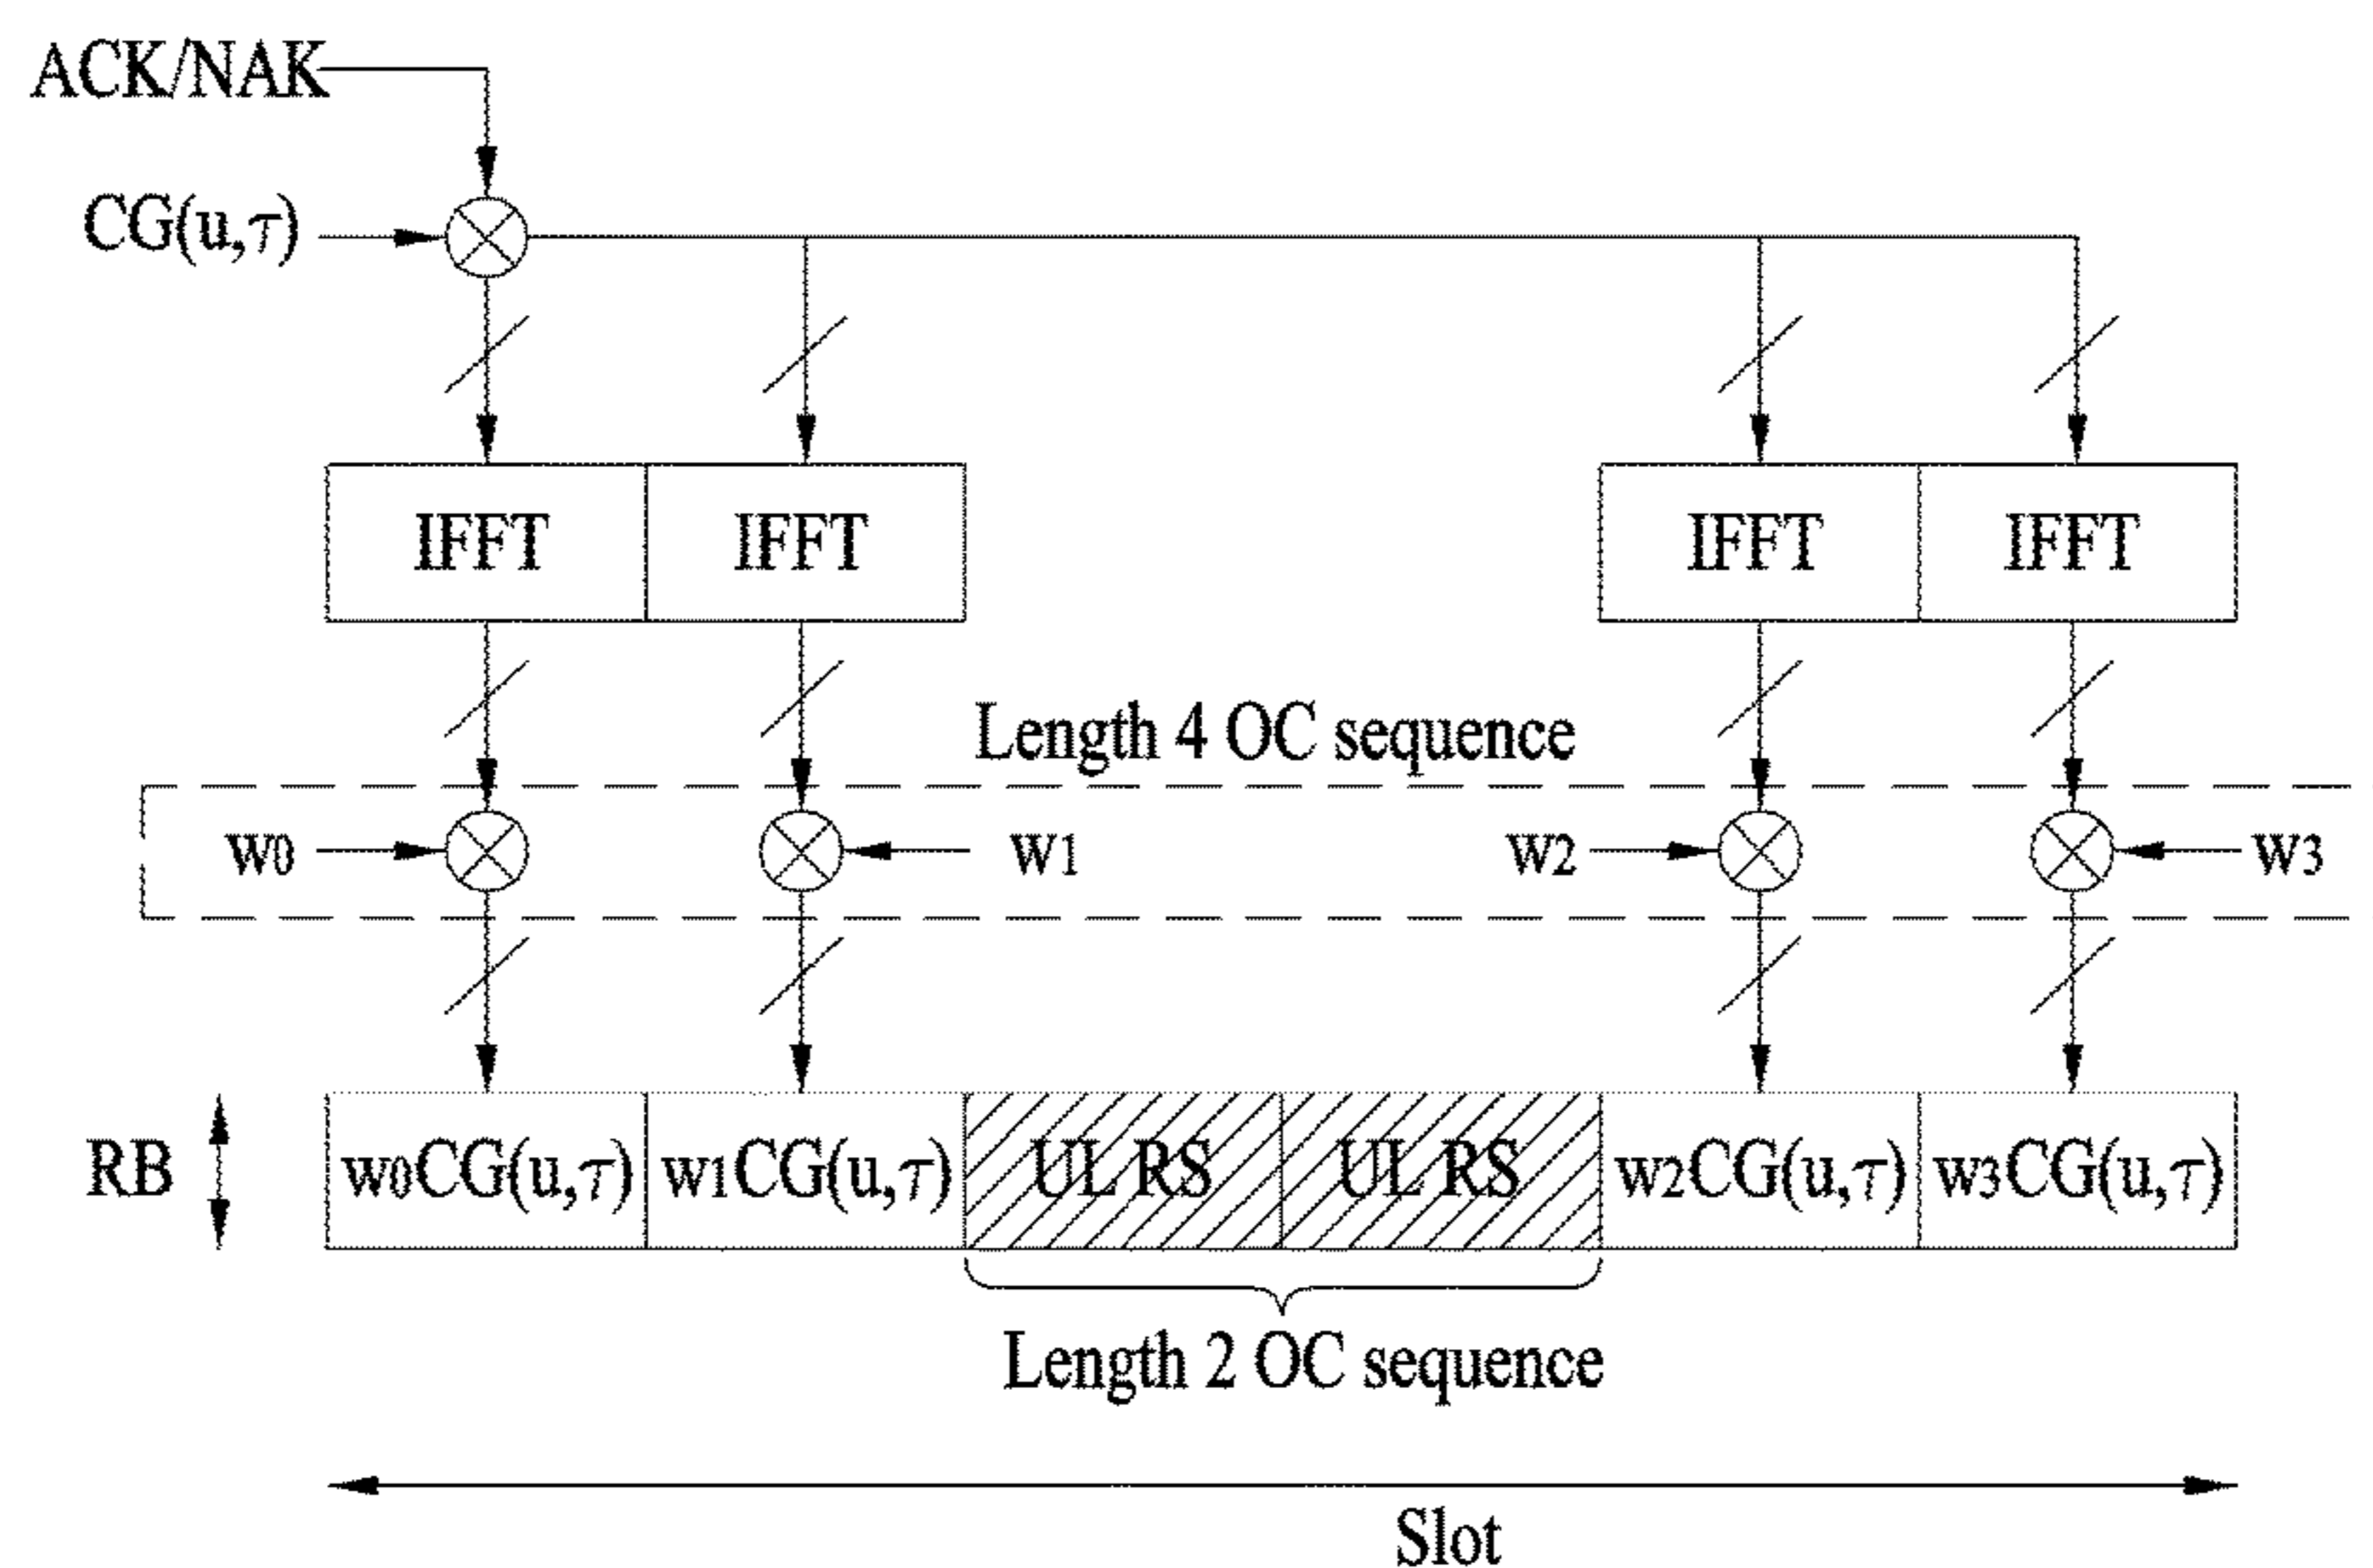 ACK/NAK
CG(u,τ)
IFFT IFFT IFFT IFFT
Length 4 OC sequence
W0 W1 W2 W3
RB w0CG(u,τ) w1CG(u,τ) UL RS UL RS w2CG(u,τ) w3CG(u,τ)
Length 2 OC sequence
Slot